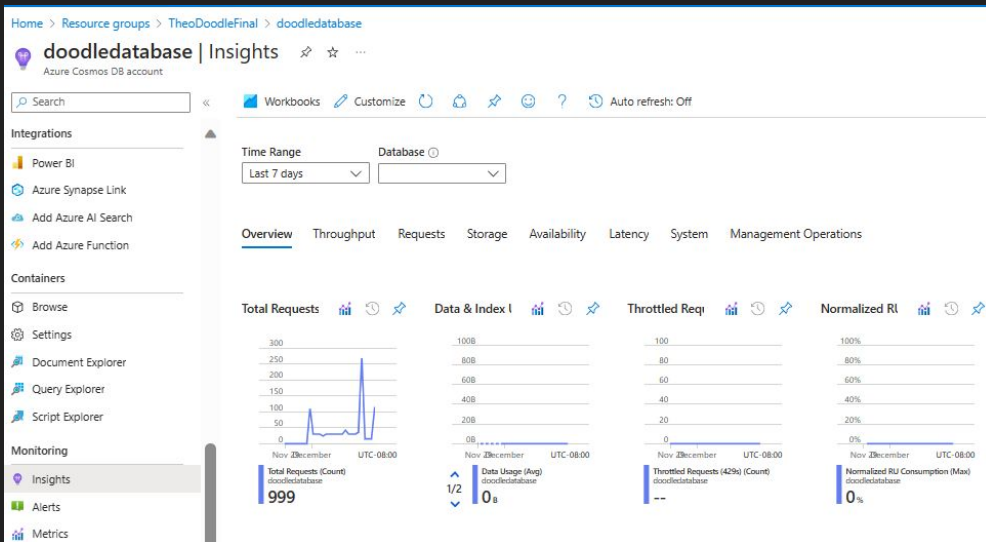 Home > Resource groups > TheoDoodleFinal > doodledatabase
doodledatabase | Insights
Azure Cosmos DB account
Search
«
Workbooks Customize ? Auto refresh: Off
Integrations
Power BI
Azure Synapse Link
Add Azure AI Search
Add Azure Function
Containers
Browse
Settings
Document Explorer
Query Explorer
Script Explorer
Monitoring
Insights
Alerts
Metrics
Time Range Database
Last 7 days
Overview Throughput Requests Storage Availability Latency System Management Operations
Total Requests
300
250
200
150
100
50
0
Nov December UTC-08:00
Total Requests (Count)
doodledatabase
999
Data & Index U
100B
80B
60B
40B
20B
0B
Nov December UTC-08:00
1/2
Data Usage (Avg)
doodledatabase
0 B
Throttled Requ
100
80
60
40
20
0
Nov December UTC-08:00
Throttled Requests (429s) (Count)
doodledatabase
--
Normalized RU
100%
80%
60%
40%
20%
0%
Nov December UTC-08:00
Normalized RU Consumption (Max)
doodledatabase
0 %